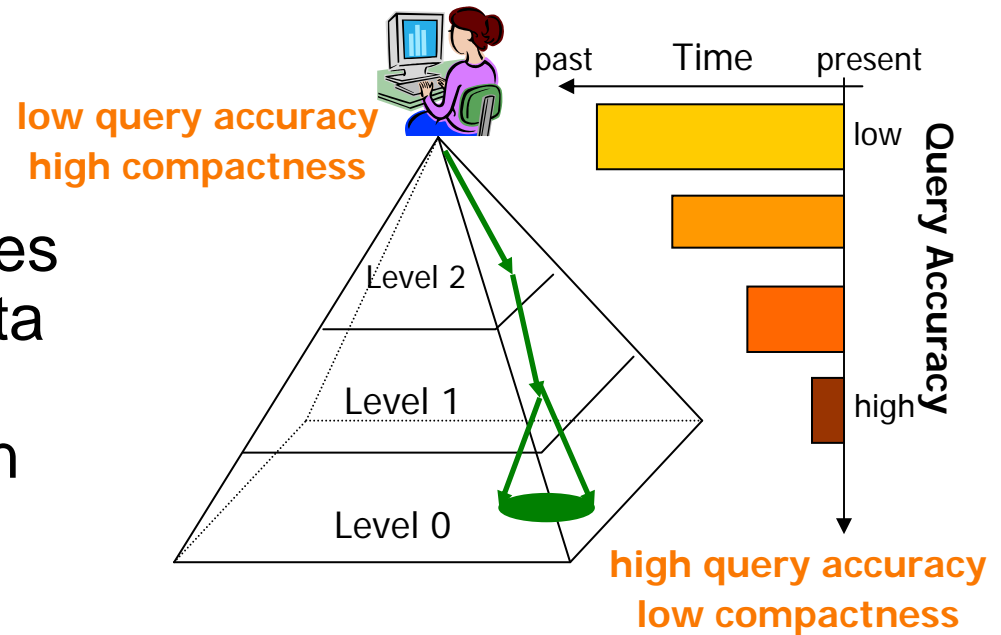 past
Time
present
low query accuracy
high compactness
low
Query Accuracy
es
ta
Level 2
Level 1
high
n
Level 0
high query accuracy
low compactness